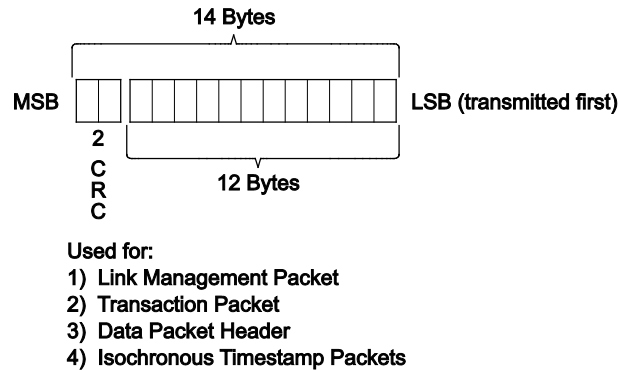 14 Bytes
MSB
LSB (transmitted first)
2
C
R
C
12 Bytes
Used for:
1) Link Management Packet
2) Transaction Packet
3) Data Packet Header
4) Isochronous Timestamp Packets